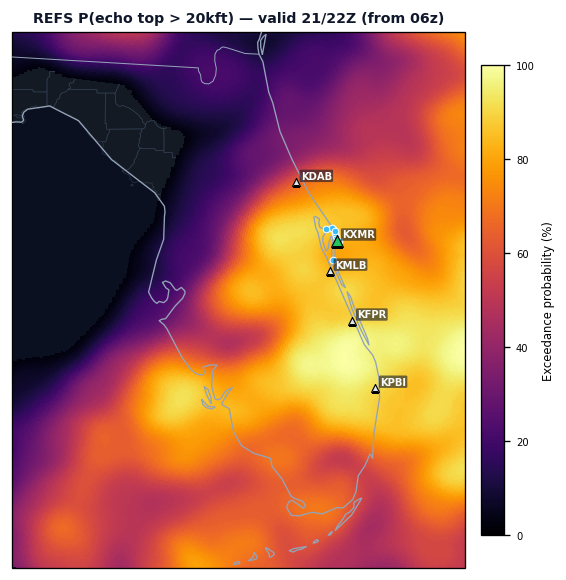 REFS P(echo top > 20kft) — valid 21/22Z (from 06z)
KDAB
KXMR
KMLB
KFPR
KPBI
100
80
60
40
20
0
Exceedance probability (%)